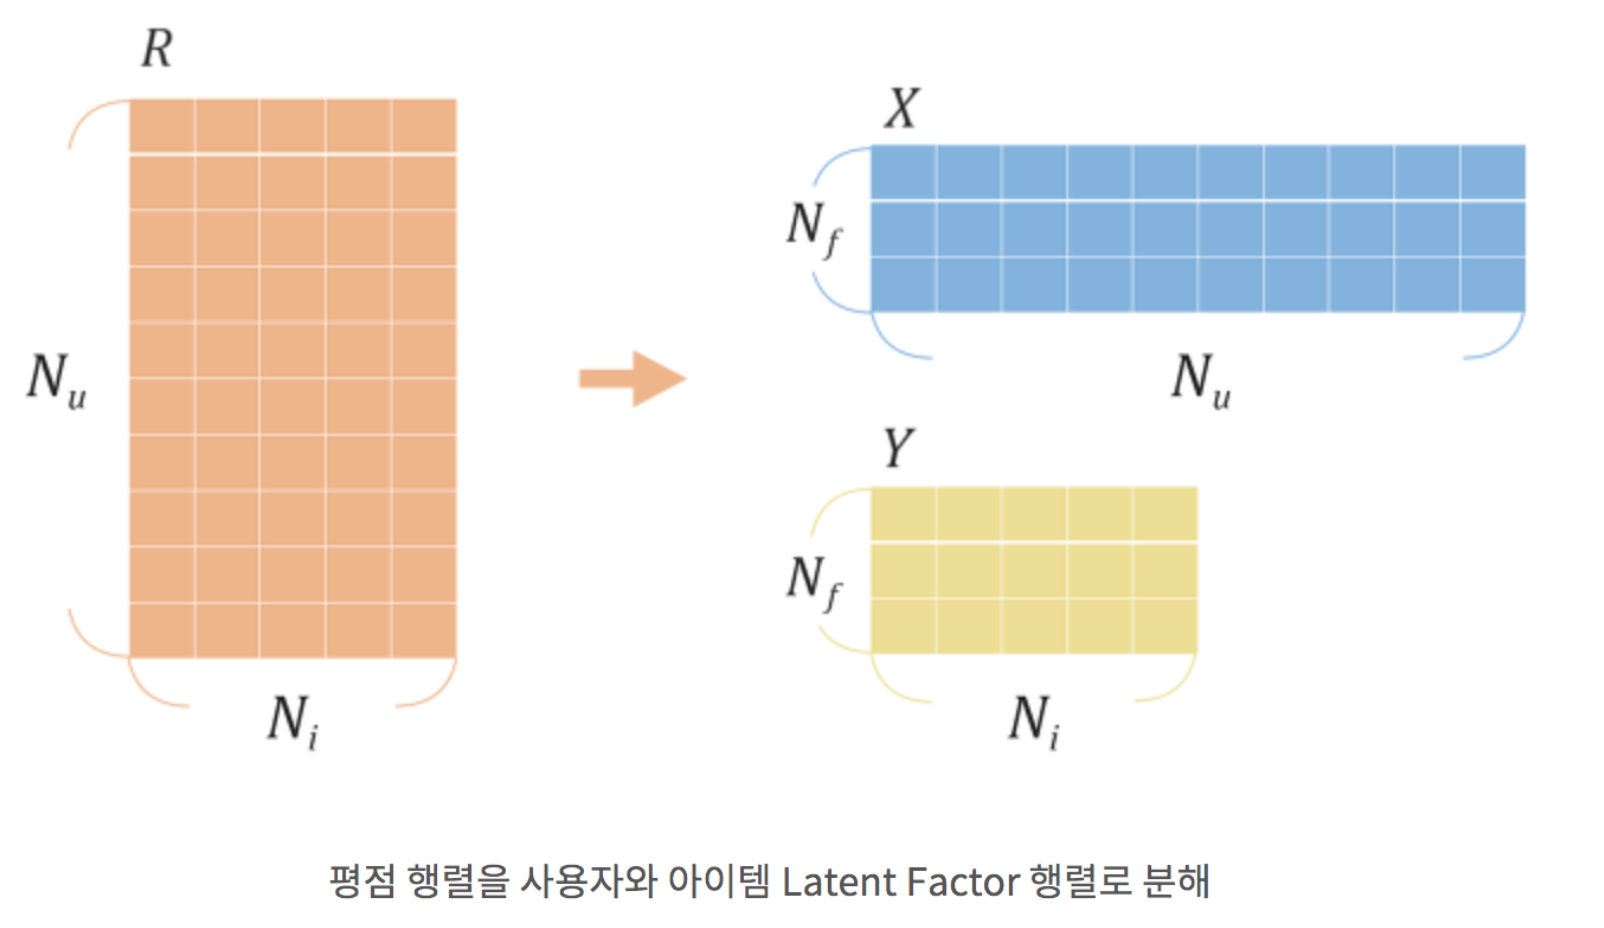 R
N_u
N_i
X
N_f
N_u
Y
N_f
N_i
평점 행렬을 사용자와 아이템 Latent Factor 행렬로 분해